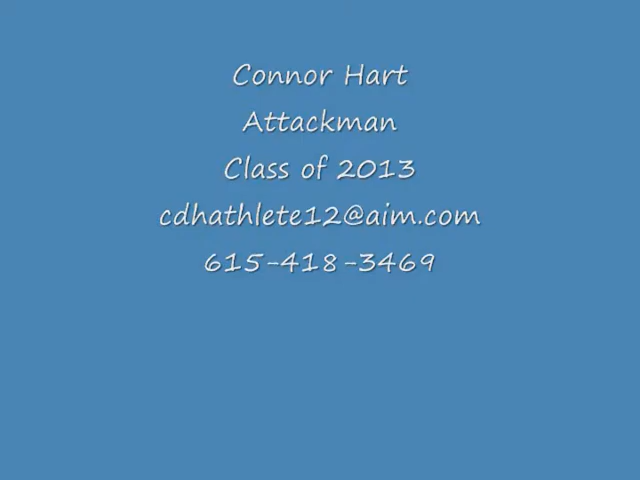 Connor Hart
Attackman
Class of 2013
cdhathlete12@aim.com
615-418-3469